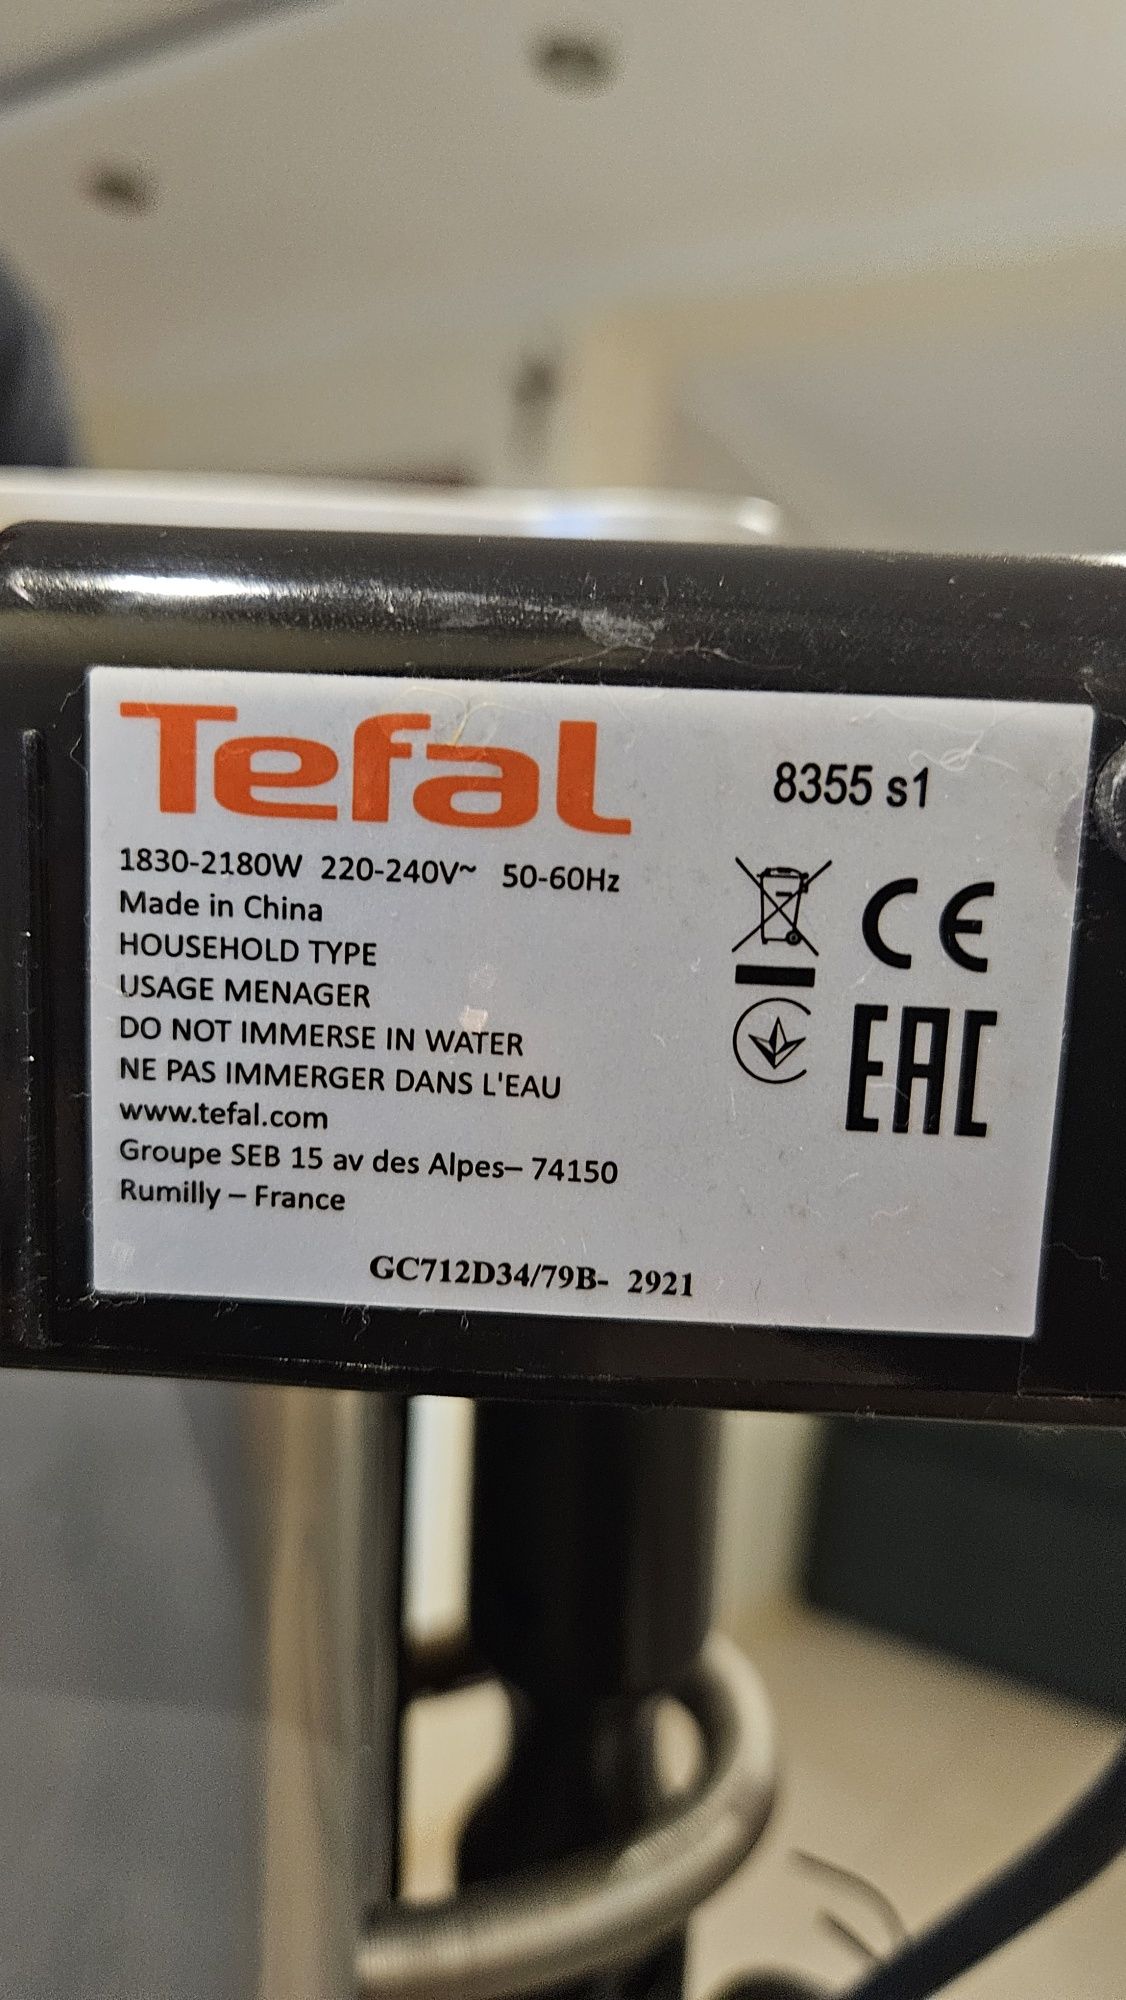 Tefal
8355 s1
1830-2180W 220-240V~ 50-60Hz
Made in China
HOUSEHOLD TYPE
USAGE MENAGER
DO NOT IMMERSE IN WATER
NE PAS IMMERGER DANS L'EAU
www.tefal.com
Groupe SEB 15 av des Alpes– 74150
Rumilly – France
CE
EAC
GC712D34/79B- 2921